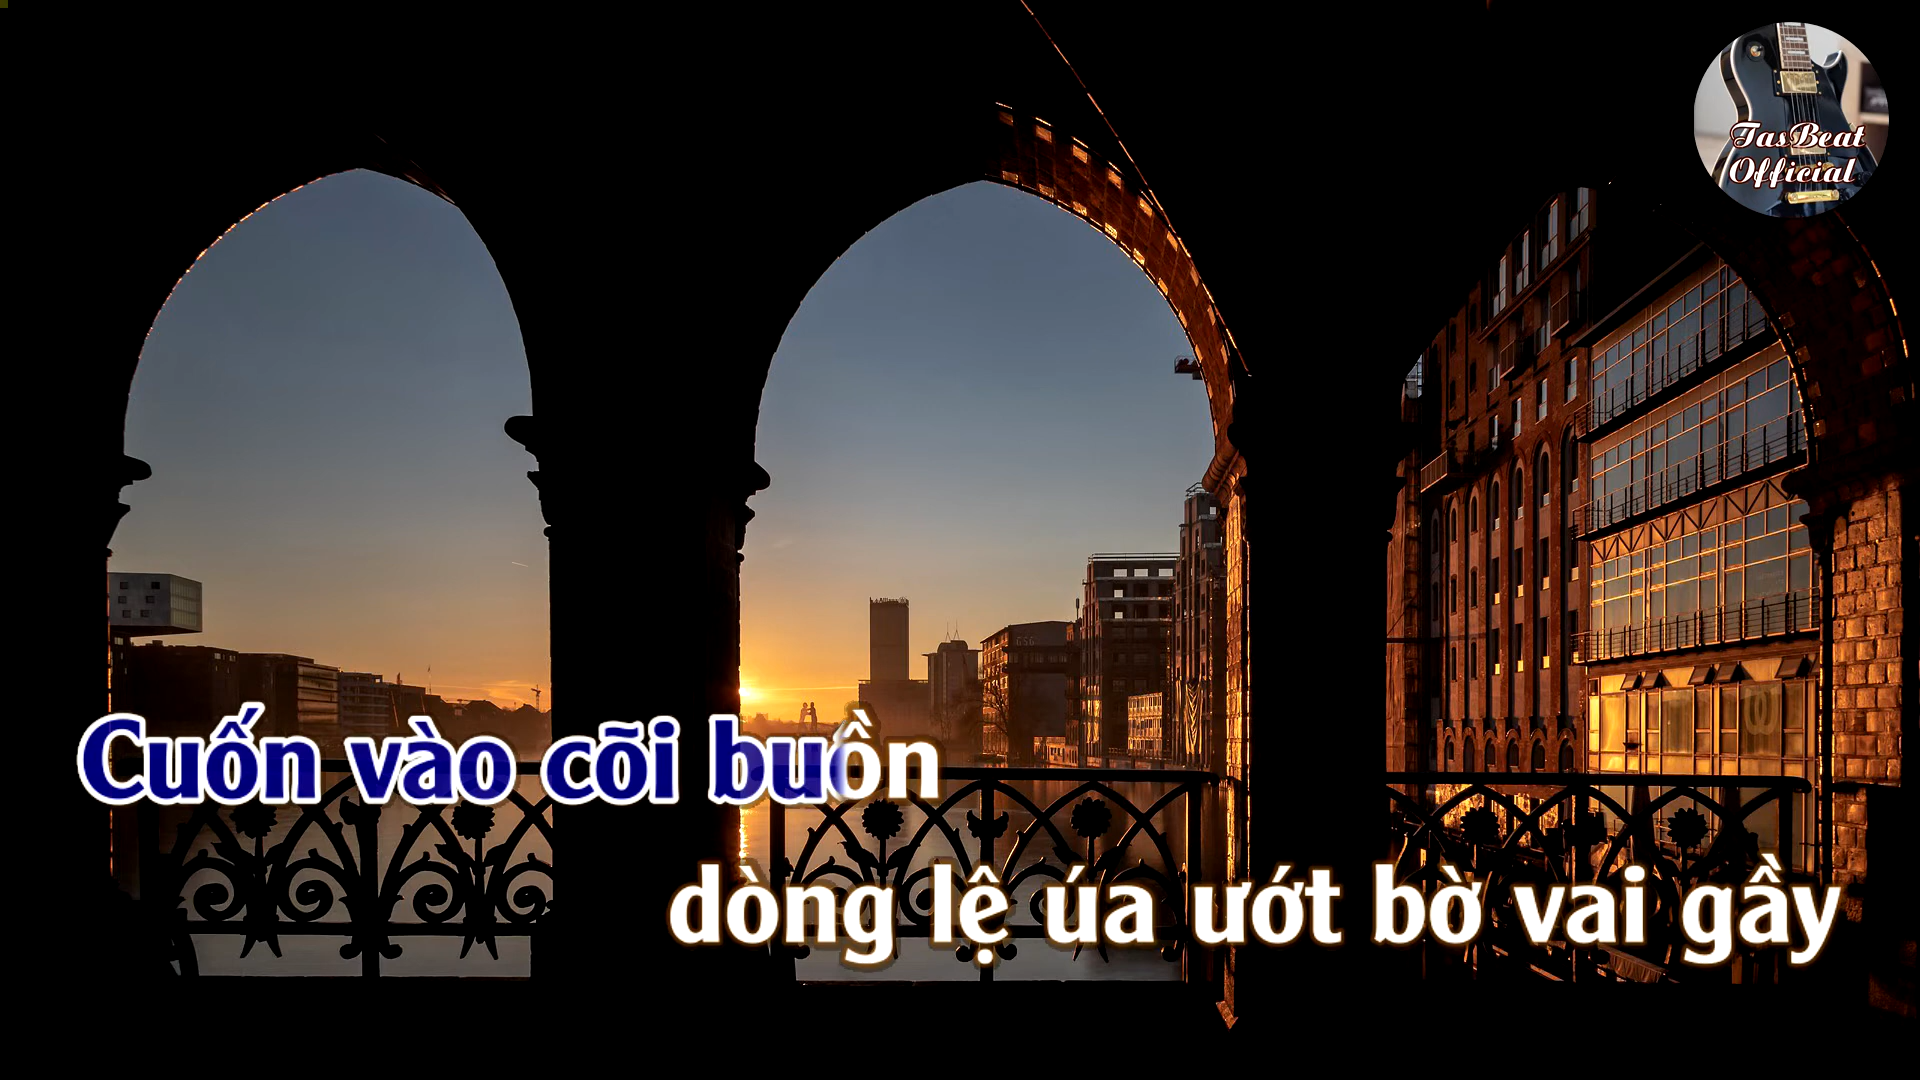 TasBeat
Official
Cuốn vào cõi buồn
dòng lệ úa ướt bờ vai gầy